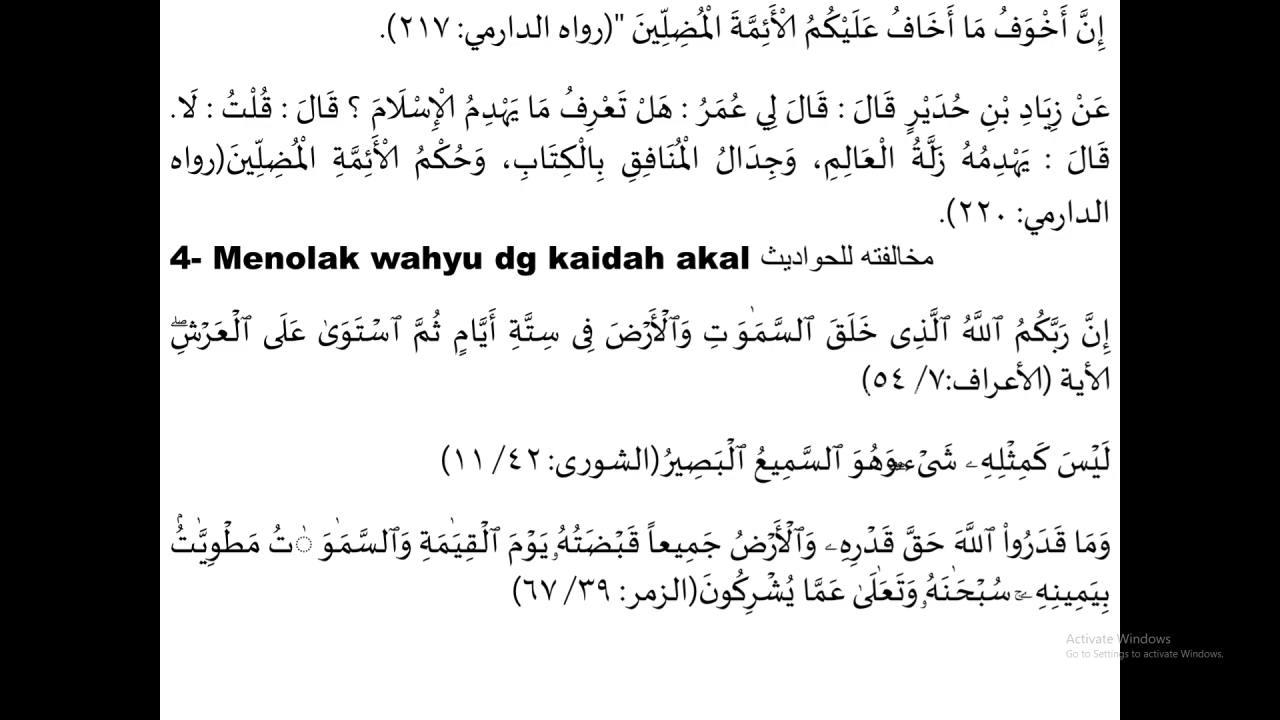 إِنَّ أَخْوَفُ مَا أَخَافُ عَلَيْكُمُ الْأَئِمَّةَ الْمُضِلِّينَ "(رواه الدارمي: ٢١٧).
عَنْ زِيَادِ بْنِ حُدَيْرٍ قَالَ : قَالَ لِي عُمَرُ : هَلْ تَعْرِفُ مَا يَهْدِمُ الْإِسْلَامَ ؟ قَالَ : قُلْتُ : لَا.
قَالَ : يَهْدِمُهُ زَلَّةُ الْعَالِمِ، وَجِدَالُ الْمُنَافِقِ بِالْكِتَابِ، وَحُكْمُ الْأَئِمَّةِ الْمُضِلِّينَ(رواه
الدارمي: ٢٢٠).
4- Menolak wahyu dg kaidah akal مخالفته للحواديث
إِنَّ رَبَّكُمُ ٱللَّهُ ٱلَّذِى خَلَقَ ٱلسَّمَٰوَٰتِ وَٱلْأَرْضَ فِى سِتَّةِ أَيَّامٍ ثُمَّ ٱسْتَوَىٰ عَلَى ٱلْعَرْشِۖ
الأية (الأعراف:٧/ ٥٤)
لَيْسَ كَمِثْلِهِۦ شَىْءٌۖ وَهُوَ ٱلسَّمِيعُ ٱلْبَصِيرُ(الشورى: ٤٢/ ١١)
وَمَا قَدَرُوا۟ ٱللَّهَ حَقَّ قَدْرِهِۦ وَٱلْأَرْضُ جَمِيعاً قَبْضَتُهُۥ يَوْمَ ٱلْقِيَٰمَةِ وَٱلسَّمَٰوَٰتُ مَطْوِيَّٰتُۢ
بِيَمِينِهِۦۚ سُبْحَٰنَهُۥ وَتَعَٰلَىٰ عَمَّا يُشْرِكُونَ(الزمر: ٣٩/ ٦٧)
Activate Windows
Go to Settings to activate Windows.